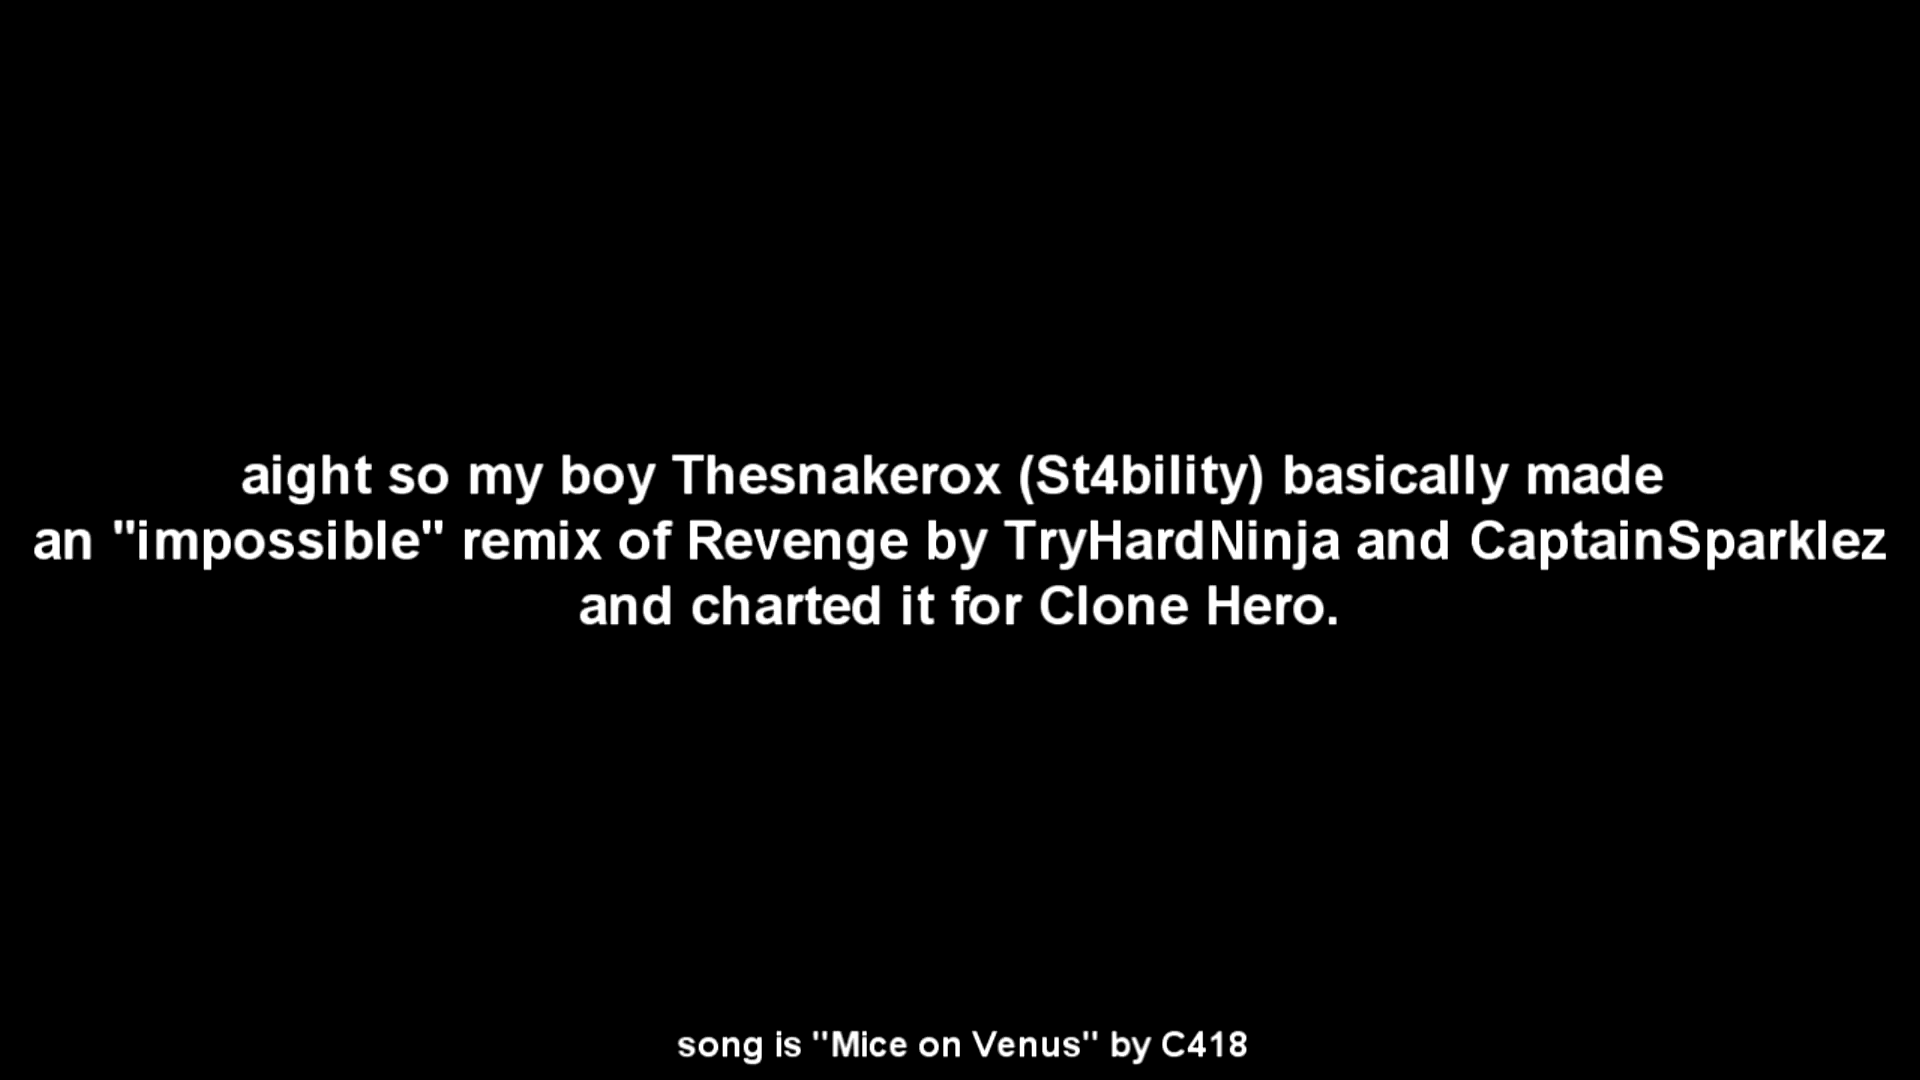 aight so my boy Thesnakerox (St4bility) basically made
an "impossible" remix of Revenge by TryHardNinja and CaptainSparklez
and charted it for Clone Hero.
song is "Mice on Venus" by C418